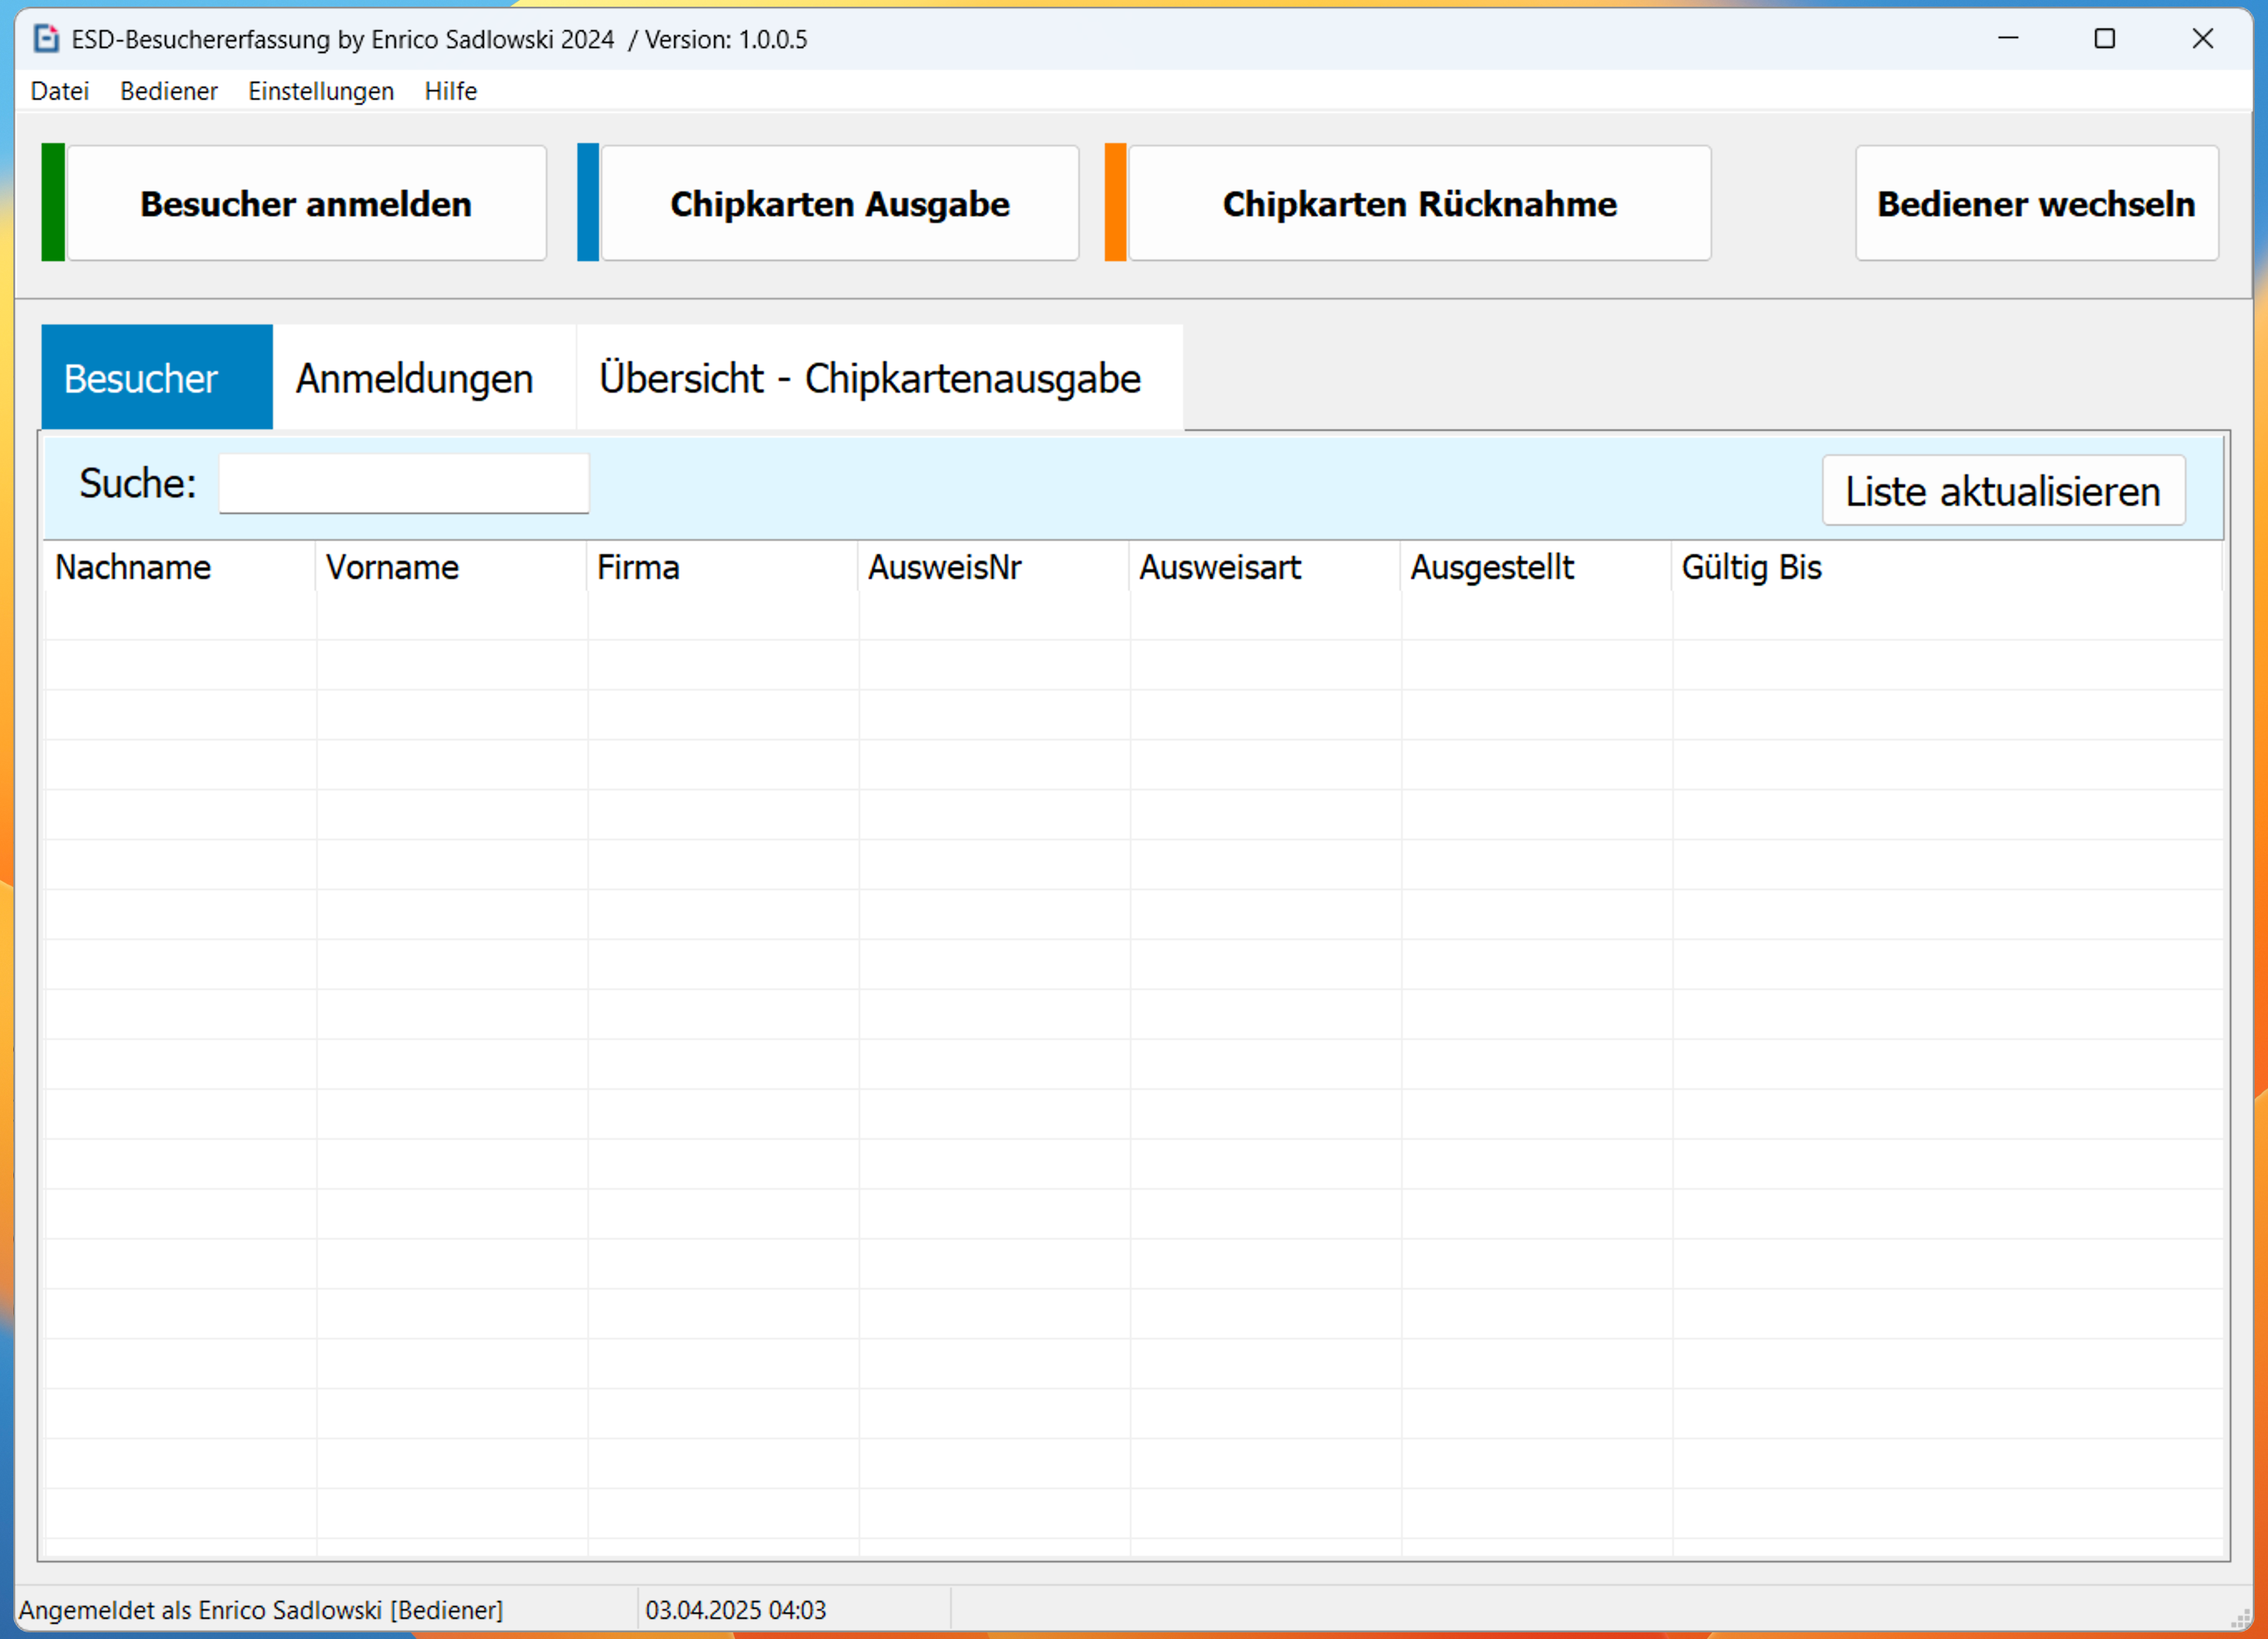 ESD-Besuchererfassung by Enrico Sadlowski 2024 / Version: 1.0.0.5
Datei Bediener Einstellungen Hilfe
Besucher anmelden Chipkarten Ausgabe Chipkarten Rücknahme Bediener wechseln
Besucher Anmeldungen Übersicht - Chipkartenausgabe
Suche: Liste aktualisieren
Nachname Vorname Firma AusweisNr Ausweisart Ausgestellt Gültig Bis
Angemeldet als Enrico Sadlowski [Bediener] 03.04.2025 04:03